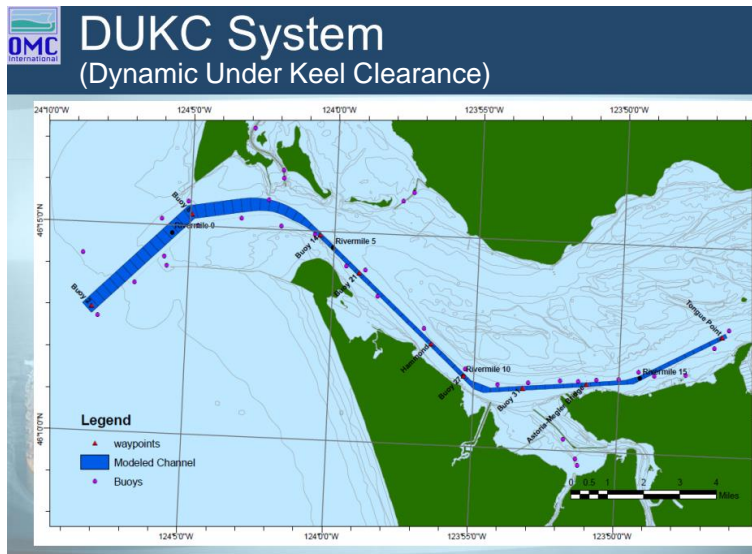 OMC
International
DUKC System
(Dynamic Under Keel Clearance)
24°10'0"W
124°5'0"W
124°0'0"W
123°55'0"W
123°50'0"W
46°15'0"N
46°10'0"N
Buoy
Rivermile 0
Buoy
Buoy 14
Rivermile 5
Buoy 21
Hammond
Rivermile 10
Buoy 27
Buoy 31
Astoria-Megler Bridge
Rivermile 15
Tongue Point
Legend
waypoints
Modeled Channel
Buoys
0 0.5 1 2 3 4
Miles
124°5'0"W
124°0'0"W
123°55'0"W
123°50'0"W